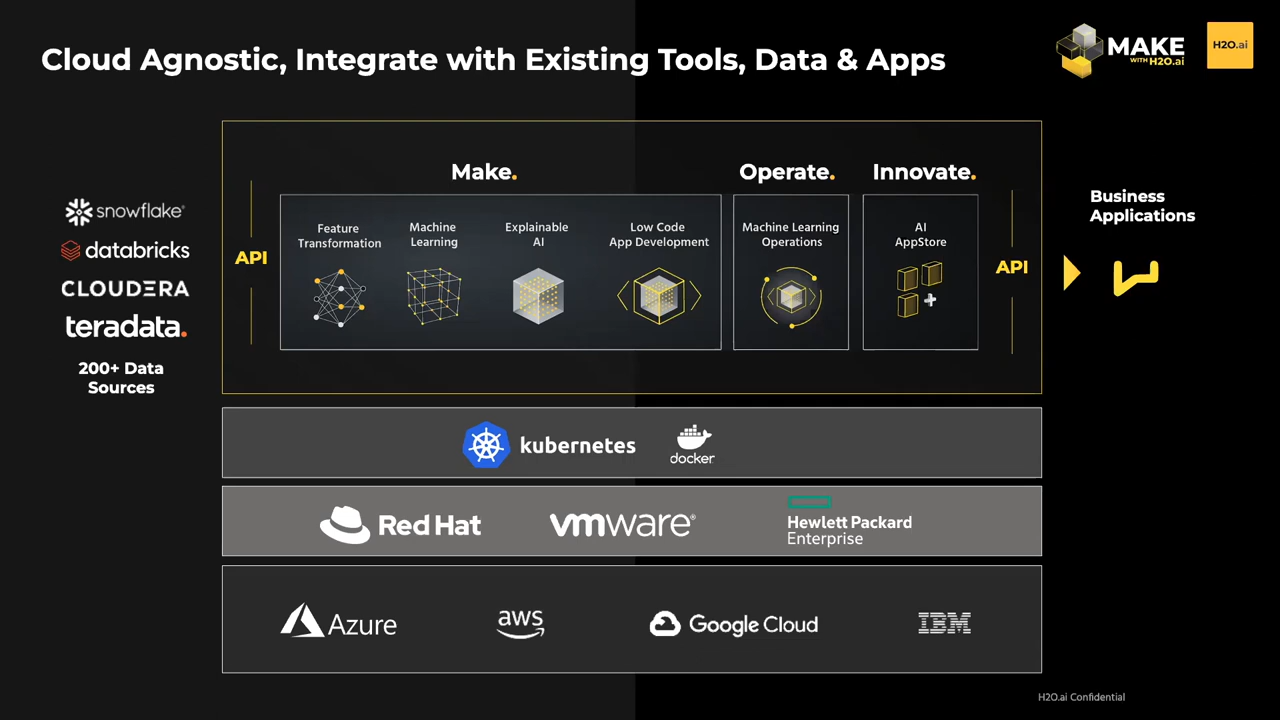 Cloud Agnostic, Integrate with Existing Tools, Data & Apps
MAKE
WITH H2O.ai
H2O.ai
snowflake®
databricks
CLOUDERA
teradata.
200+ Data
Sources
API
Make.
Feature
Transformation
Machine
Learning
Explainable
AI
Low Code
App Development
Operate.
Machine Learning
Operations
Innovate.
AI
AppStore
API
Business
Applications
kubernetes
docker
Red Hat
vmware®
Hewlett Packard
Enterprise
Azure
aws
Google Cloud
IBM
H2O.ai Confidential